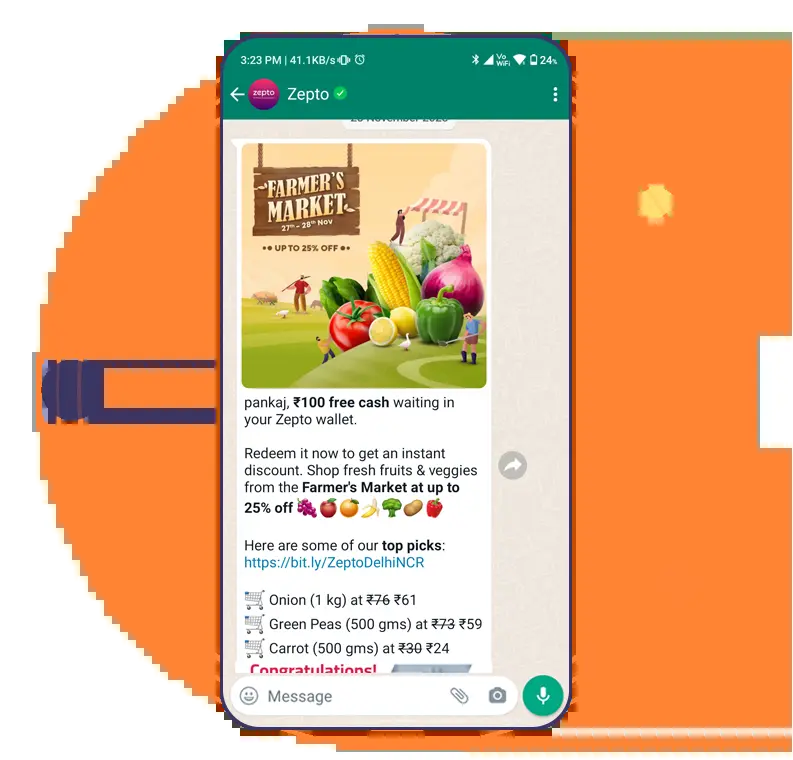 3:23 PM | 41.1KB/s
Vo
WiFi
24%
zepto
Zepto
FARMER'S
MARKET
27th - 28th Nov
UP TO 25% OFF
pankaj, ₹100 free cash waiting in
your Zepto wallet.
Redeem it now to get an instant
discount. Shop fresh fruits & veggies
from the Farmer's Market at up to
25% off 🍇🍎🍊🍌🥦🥔🫑
Here are some of our top picks:
https://bit.ly/ZeptoDelhiNCR
🛒 Onion (1 kg) at ₹76 ₹61
🛒 Green Peas (500 gms) at ₹73 ₹59
🛒 Carrot (500 gms) at ₹30 ₹24
Congratulations!
Message